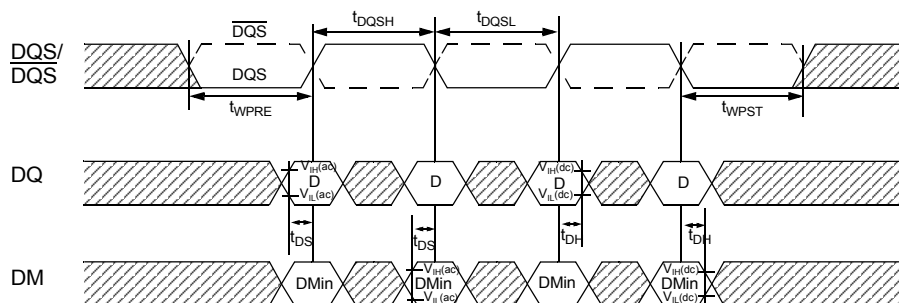 tDQSH
tDQSL
DQS
DQS/
DQS
DQS
tWPRE
tWPST
DQ
VIH(ac)
D
VIL(ac)
D
VIH(dc)
D
VIL(dc)
D
tDS
tDS
tDH
tDH
DM
DMin
VIH(ac)
DMin
VIL(ac)
DMin
VIH(dc)
DMin
VIL(dc)